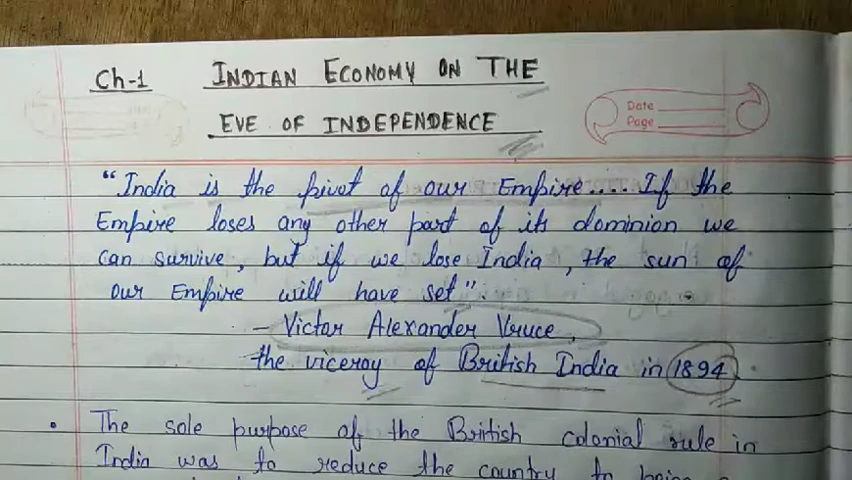 Ch-1 INDIAN ECONOMY ON THE
EVE OF INDEPENDENCE
Date
Page
"India is the pivot of our Empire.... If the
Empire loses any other part of its dominion we
can survive, but if we lose India, the sun of
our Empire will have set".
- Victar Alexander Vruce,
the viceroy of British India in 1894.
• The sole purpose of the British colonial rule in
India was to reduce the country to being a